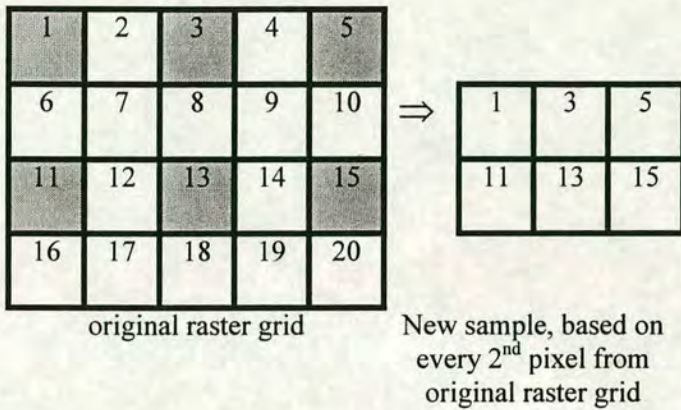 1 2 3 4 5
6 7 8 9 10
11 12 13 14 15
16 17 18 19 20
original raster grid
⇒
1 3 5
11 13 15
New sample, based on
every 2nd pixel from
original raster grid